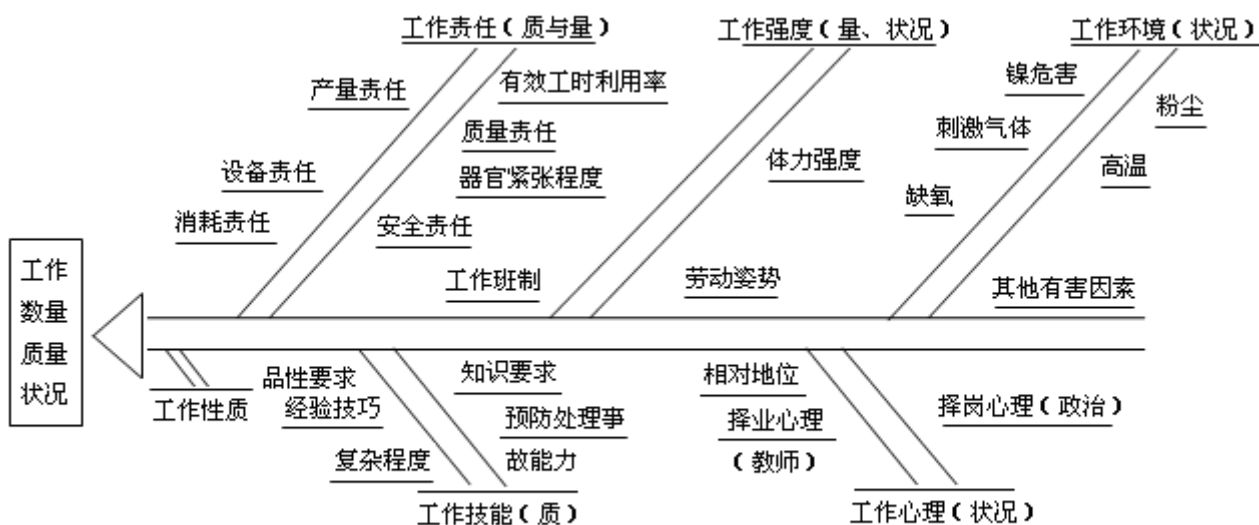 工作责任(质与量)
工作强度(量、状况)
工作环境(状况)
产量责任
有效工时利用率
镍危害
粉尘
质量责任
刺激气体
体力强度
设备责任
器官紧张程度
高温
消耗责任
安全责任
缺氧
工作班制
劳动姿势
其他有害因素
工作
数量
质量
状况
工作性质
品性要求
经验技巧
知识要求
相对地位
择岗心理(政治)
预防处理事
故能力
择业心理
(教师)
复杂程度
工作技能(质)
工作心理(状况)